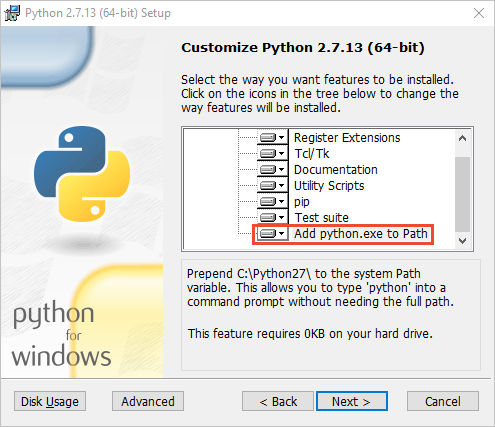 Python 2.7.13 (64-bit) Setup
Customize Python 2.7.13 (64-bit)
Select the way you want features to be installed.
Click on the icons in the tree below to change the
way features will be installed.
Register Extensions
Tcl/Tk
Documentation
Utility Scripts
pip
Test suite
Add python.exe to Path
Prepend C:\Python27\ to the system Path
variable. This allows you to type 'python' into a
command prompt without needing the full path.
This feature requires 0KB on your hard drive.
python
for
windows
Disk Usage
Advanced
< Back
Next >
Cancel